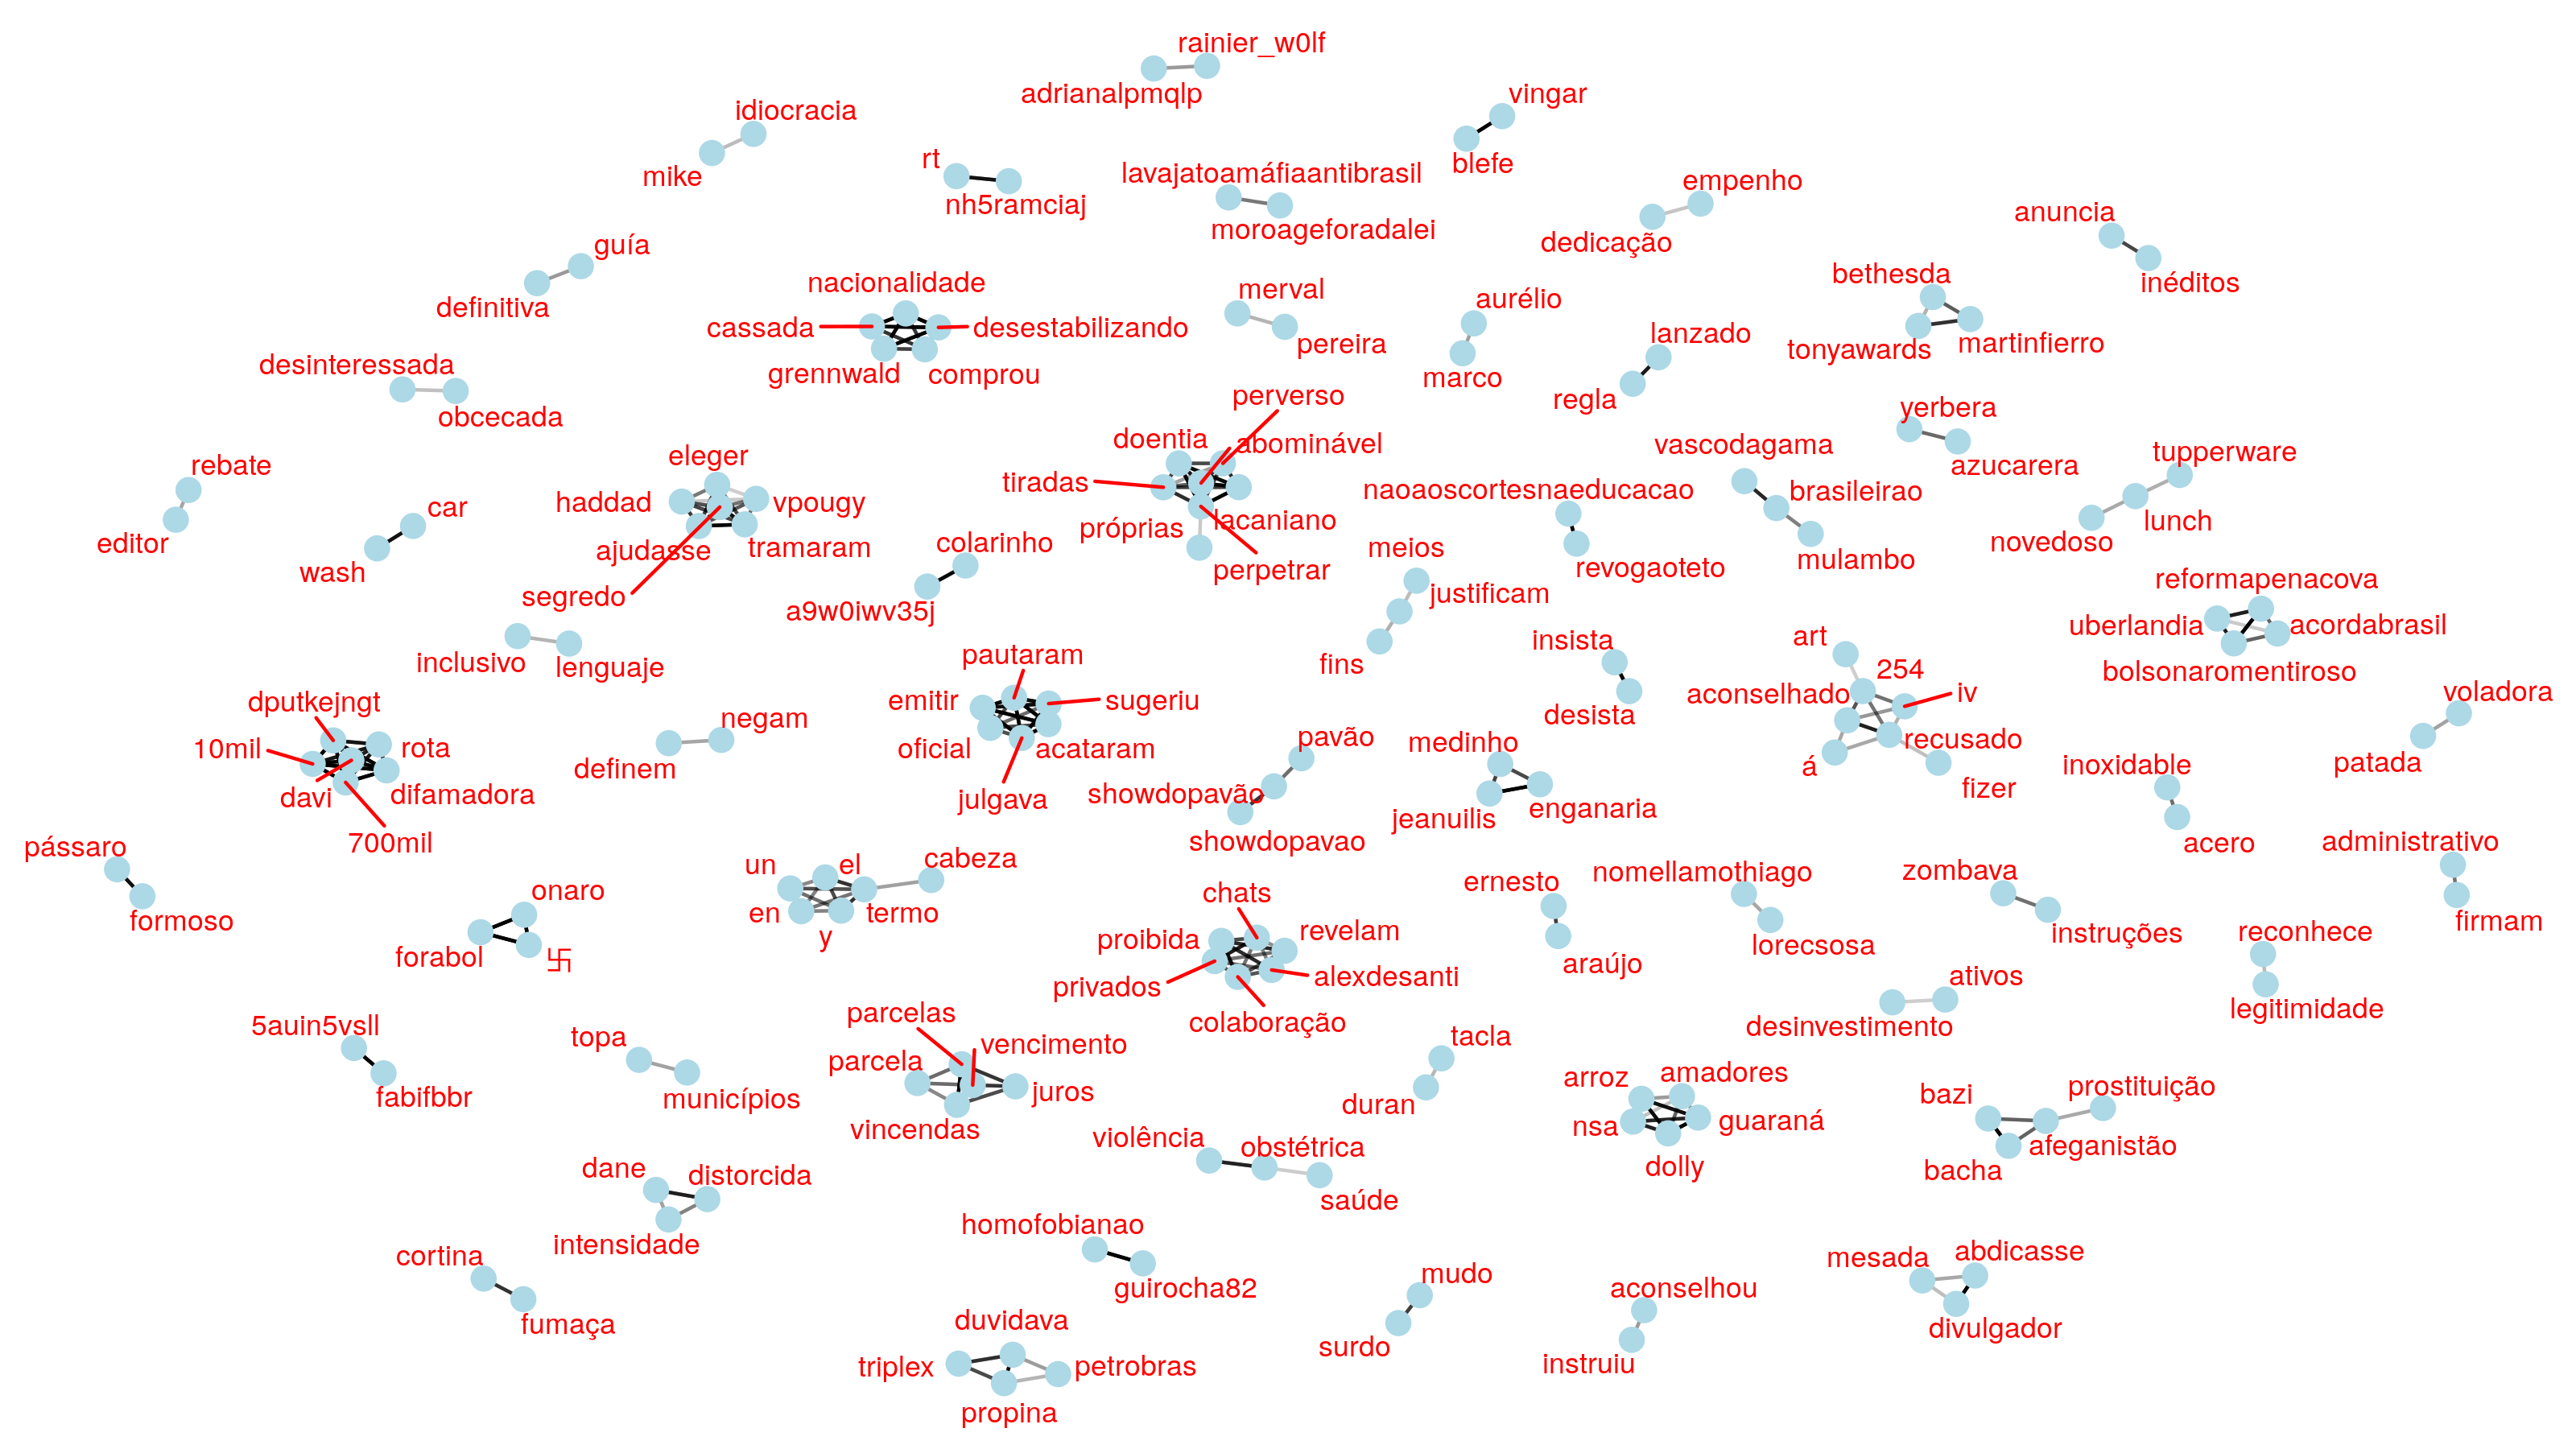 rainier_w0lf
adrianalpmqlp
idiocracia
mike
vingar
blefe
rt
nh5ramciaj
lavajatoamáfiaantibrasil
moroageforadalei
empenho
dedicação
anuncia
inéditos
guía
definitiva
nacionalidade
cassada
desestabilizando
grennwald
comprou
merval
pereira
aurélio
marco
lanzado
regla
bethesda
tonyawards
martinfierro
desinteressada
obcecada
perverso
doentia
abominável
tiradas
próprias
lacaniano
perpetrar
yerbera
azucarera
vascodagama
brasileirao
mulambo
tupperware
lunch
novedoso
rebate
editor
car
wash
eleger
haddad
vpougy
ajudasse
tramaram
segredo
colarinho
a9w0iwv35j
naoaoscortesnaeducacao
revogaoteto
meios
justificam
fins
reformapenacova
uberlandia
acordabrasil
bolsonaromentiroso
inclusivo
lenguaje
insista
desista
art
254
aconselhado
iv
recusado
á
fizer
pautaram
emitir
sugeriu
oficial
acataram
julgava
dputkejngt
10mil
rota
davi
difamadora
700mil
negam
definem
pavão
showdopavão
showdopavao
medinho
jeanuilis
enganaria
voladora
patada
inoxidable
acero
administrativo
firmam
pássaro
formoso
un
el
cabeza
en
termo
y
onaro
forabol
卐
chats
proibida
revelam
privados
alexdesanti
colaboração
ernesto
araújo
nomellamothiago
lorecsosa
zombava
instruções
reconhece
legitimidade
ativos
desinvestimento
5auin5vsll
fabifbbr
topa
municípios
parcelas
vencimento
parcela
juros
vincendas
tacla
duran
arroz
amadores
nsa
guaraná
dolly
bazi
prostituição
afeganistão
bacha
violência
obstétrica
saúde
dane
distorcida
intensidade
homofobianao
guirocha82
cortina
fumaça
mudo
surdo
aconselhou
instruiu
mesada
abdicasse
divulgador
duvidava
triplex
petrobras
propina